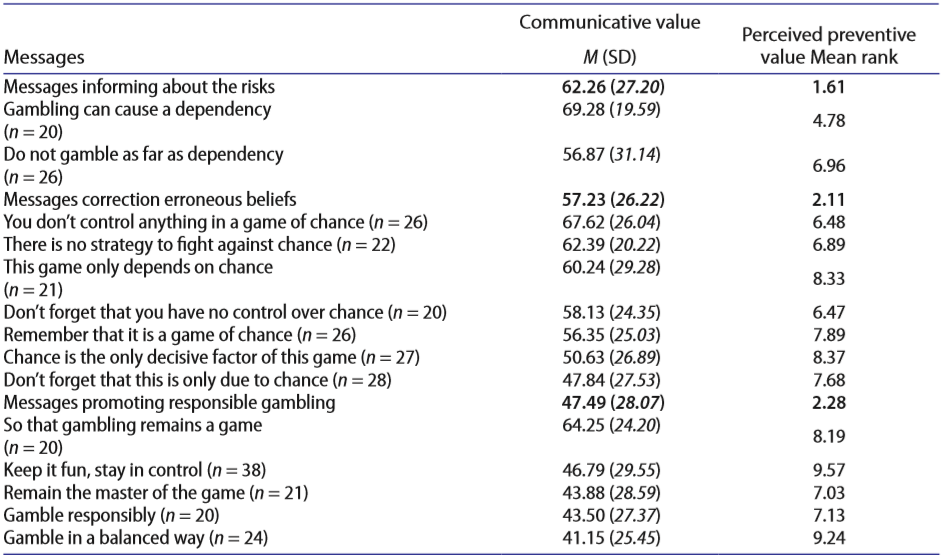 Communicative value
Perceived preventive
Messages M (SD) value Mean rank
Messages informing about the risks 62.26 (27.20) 1.61
Gambling can cause a dependency 69.28 (19.59) 4.78
(n = 20)
Do not gamble as far as dependency 56.87 (31.14) 6.96
(n = 26)
Messages correction erroneous beliefs 57.23 (26.22) 2.11
You don't control anything in a game of chance (n = 26) 67.62 (26.04) 6.48
There is no strategy to fight against chance (n = 22) 62.39 (20.22) 6.89
This game only depends on chance 60.24 (29.28) 8.33
(n = 21)
Don't forget that you have no control over chance (n = 20) 58.13 (24.35) 6.47
Remember that it is a game of chance (n = 26) 56.35 (25.03) 7.89
Chance is the only decisive factor of this game (n = 27) 50.63 (26.89) 8.37
Don't forget that this is only due to chance (n = 28) 47.84 (27.53) 7.68
Messages promoting responsible gambling 47.49 (28.07) 2.28
So that gambling remains a game 64.25 (24.20) 8.19
(n = 20)
Keep it fun, stay in control (n = 38) 46.79 (29.55) 9.57
Remain the master of the game (n = 21) 43.88 (28.59) 7.03
Gamble responsibly (n = 20) 43.50 (27.37) 7.13
Gamble in a balanced way (n = 24) 41.15 (25.45) 9.24